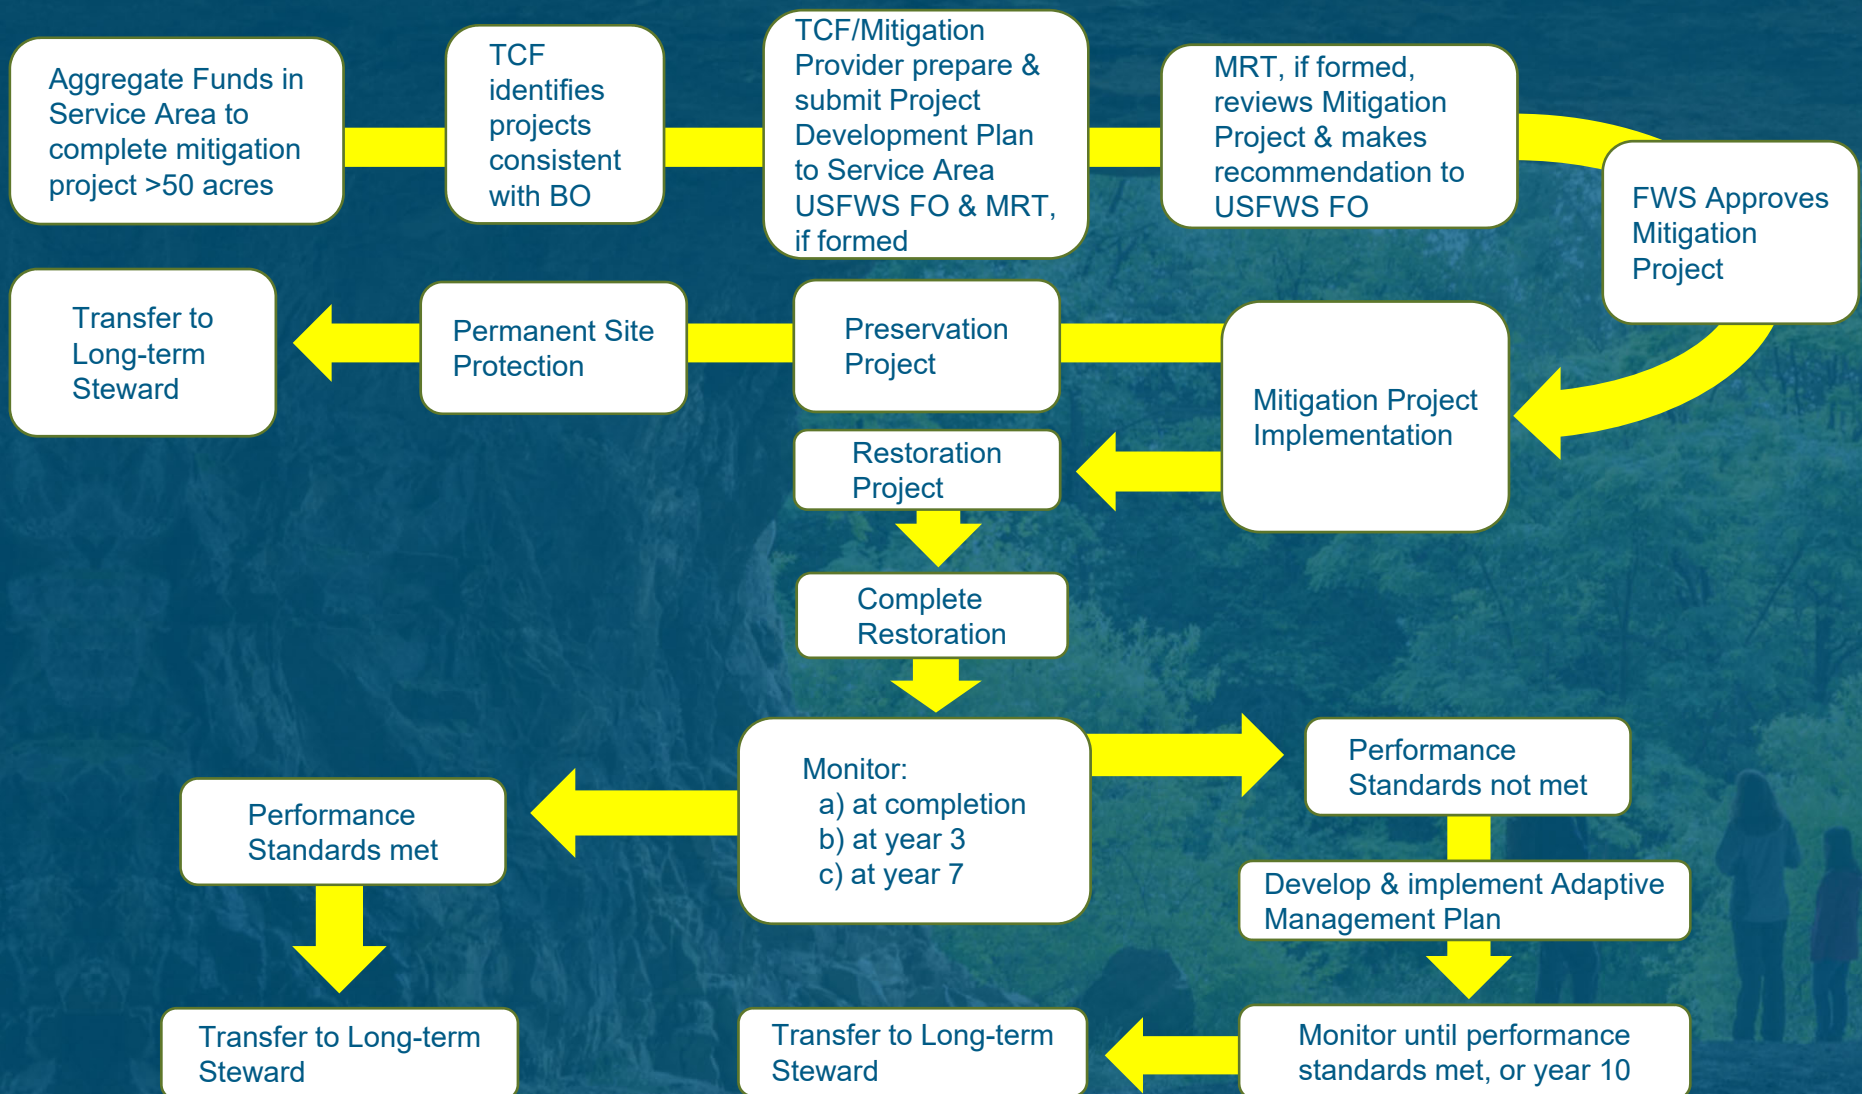 Aggregate Funds in
Service Area to
complete mitigation
project >50 acres
TCF
identifies
projects
consistent
with BO
TCF/Mitigation
Provider prepare &
submit Project
Development Plan
to Service Area
USFWS FO & MRT,
if formed
MRT, if formed,
reviews Mitigation
Project & makes
recommendation to
USFWS FO
FWS Approves
Mitigation
Project
Mitigation Project
Implementation
Preservation
Project
Permanent Site
Protection
Transfer to
Long-term
Steward
Restoration
Project
Complete
Restoration
Monitor:
a) at completion
b) at year 3
c) at year 7
Performance
Standards met
Transfer to Long-term
Steward
Performance
Standards not met
Develop & implement Adaptive
Management Plan
Monitor until performance
standards met, or year 10
Transfer to Long-term
Steward